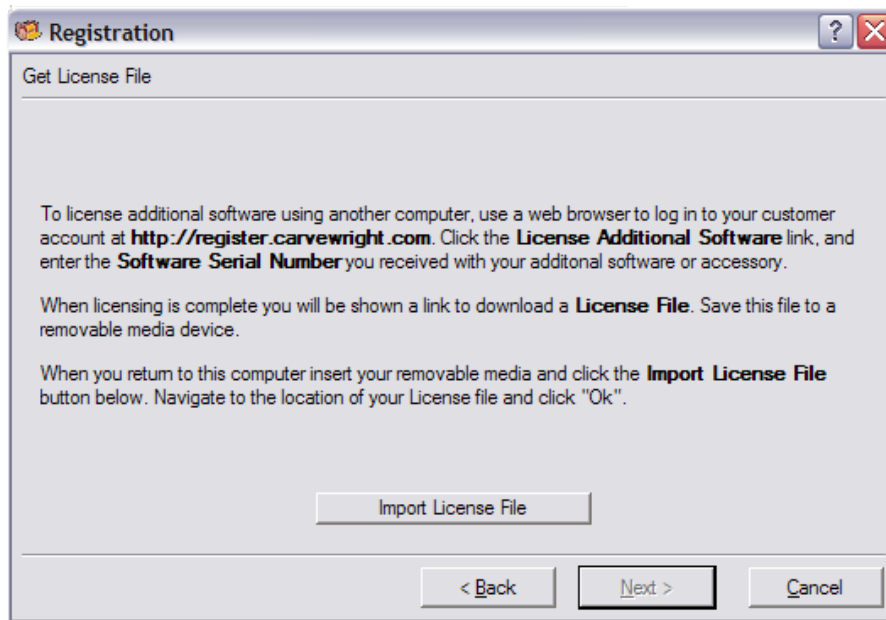 Registration
Get License File
To license additional software using another computer, use a web browser to log in to your customer
account at http://register.carvewright.com. Click the License Additional Software link, and
enter the Software Serial Number you received with your additonal software or accessory.
When licensing is complete you will be shown a link to download a License File. Save this file to a
removable media device.
When you return to this computer insert your removable media and click the Import License File
button below. Navigate to the location of your License file and click "Ok".
Import License File
< Back Next > Cancel